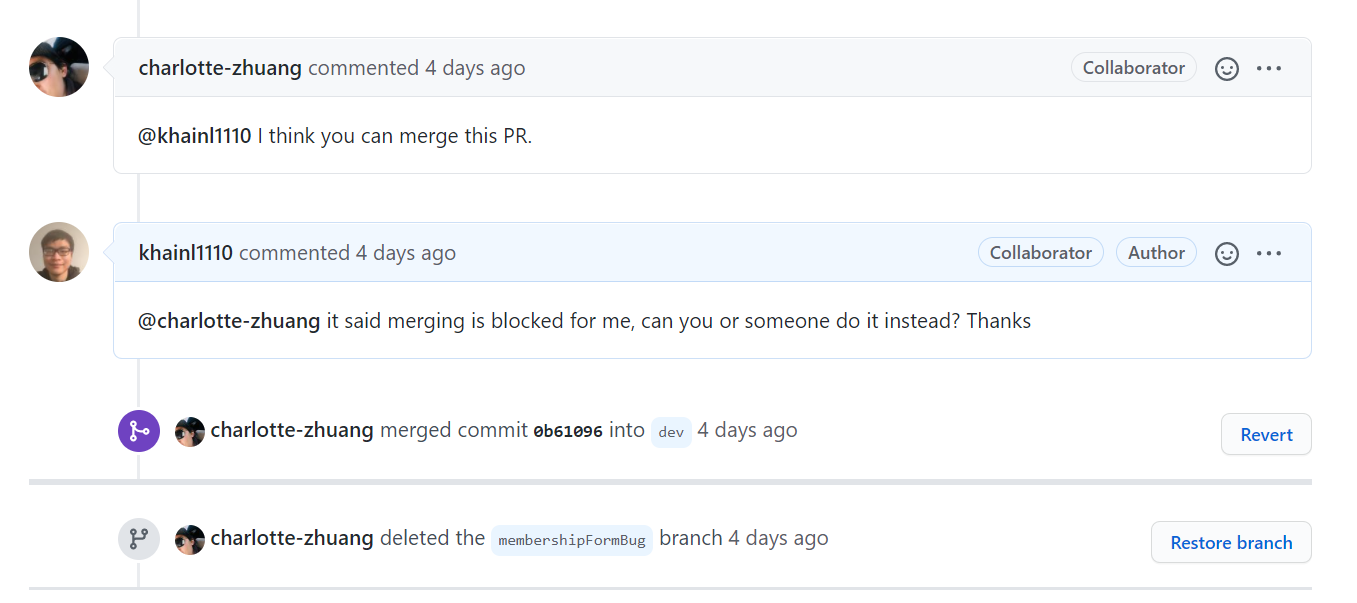 charlotte-zhuang commented 4 days ago Collaborator
@khainl1110 I think you can merge this PR.
khainl1110 commented 4 days ago Collaborator Author
@charlotte-zhuang it said merging is blocked for me, can you or someone do it instead? Thanks
charlotte-zhuang merged commit 0b61096 into dev 4 days ago Revert
charlotte-zhuang deleted the membershipFormBug branch 4 days ago Restore branch